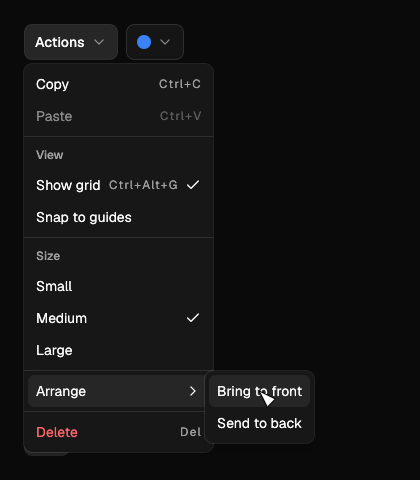 Actions
Copy Ctrl+C
Paste Ctrl+V
View
Show grid Ctrl+Alt+G
Snap to guides
Size
Small
Medium
Large
Arrange
Bring to front
Send to back
Delete Del